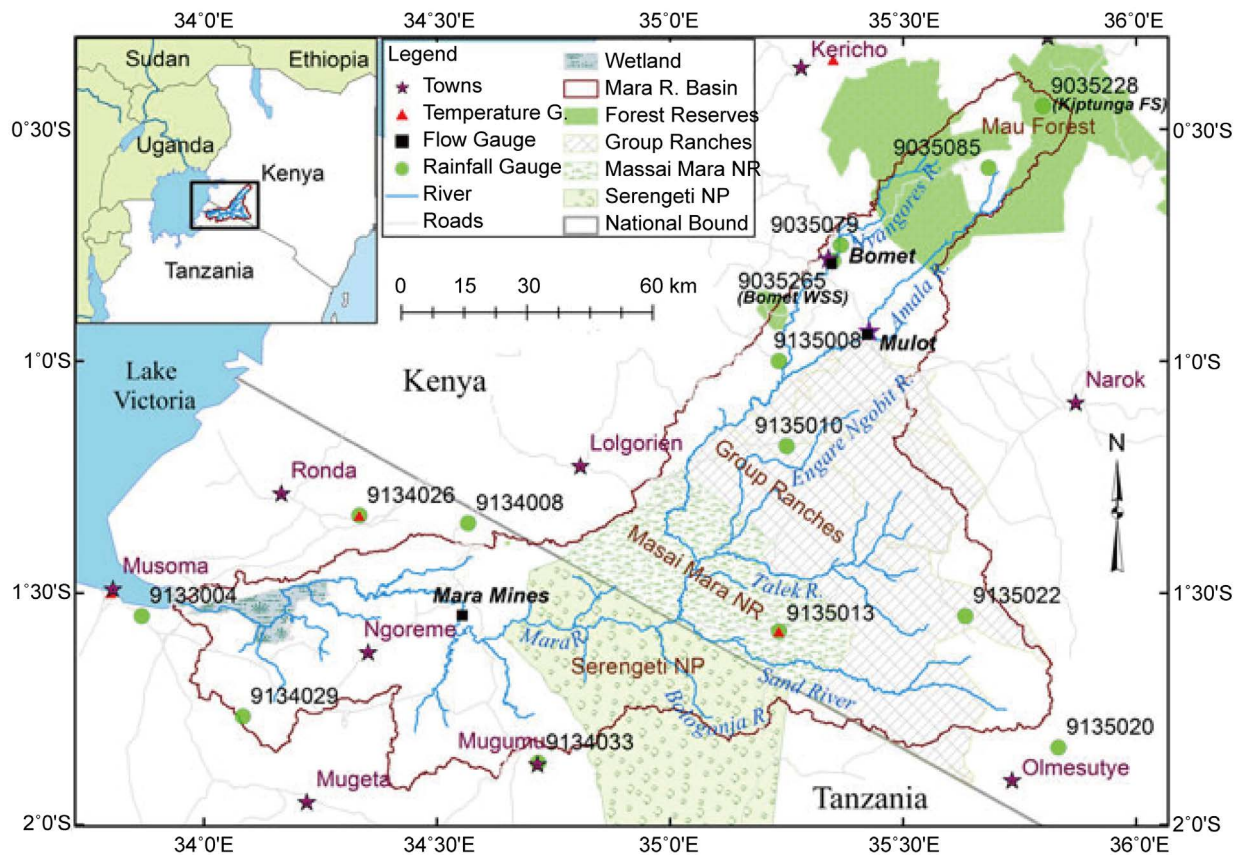 34°0'E
34°30'E
35°0'E
35°30'E
36°0'E
Sudan
Ethiopia
Uganda
Kenya
Tanzania
Legend
Towns
Temperature G.
Flow Gauge
Rainfall Gauge
River
Roads
Wetland
Mara R. Basin
Forest Reserves
Group Ranches
Massai Mara NR
Serengeti NP
National Bound
0 15 30 60 km
Kericho
9035228
(Kiptunga FS)
Mau Forest
9035085
Nyangores R.
9035079
Bomet
9035265
(Bomet WSS)
Amala R.
Mulot
9135008
0°30'S
0°30'S
1°0'S
1°0'S
Lake
Victoria
Kenya
Narok
Lolgorien
9135010
Engare Ngobit R.
Group Ranches
N
Ronda
9134026
9134008
Masai Mara NR
Talek R.
Musoma
9133004
Mara Mines
9135013
9135022
1°30'S
1°30'S
Ngoreme
Mara R.
Serengeti NP
Sand River
Bologonja R.
9134029
Mugumu
9134033
9135020
Mugeta
Olmesutye
Tanzania
2°0'S
2°0'S
34°0'E
34°30'E
35°0'E
35°30'E
36°0'E